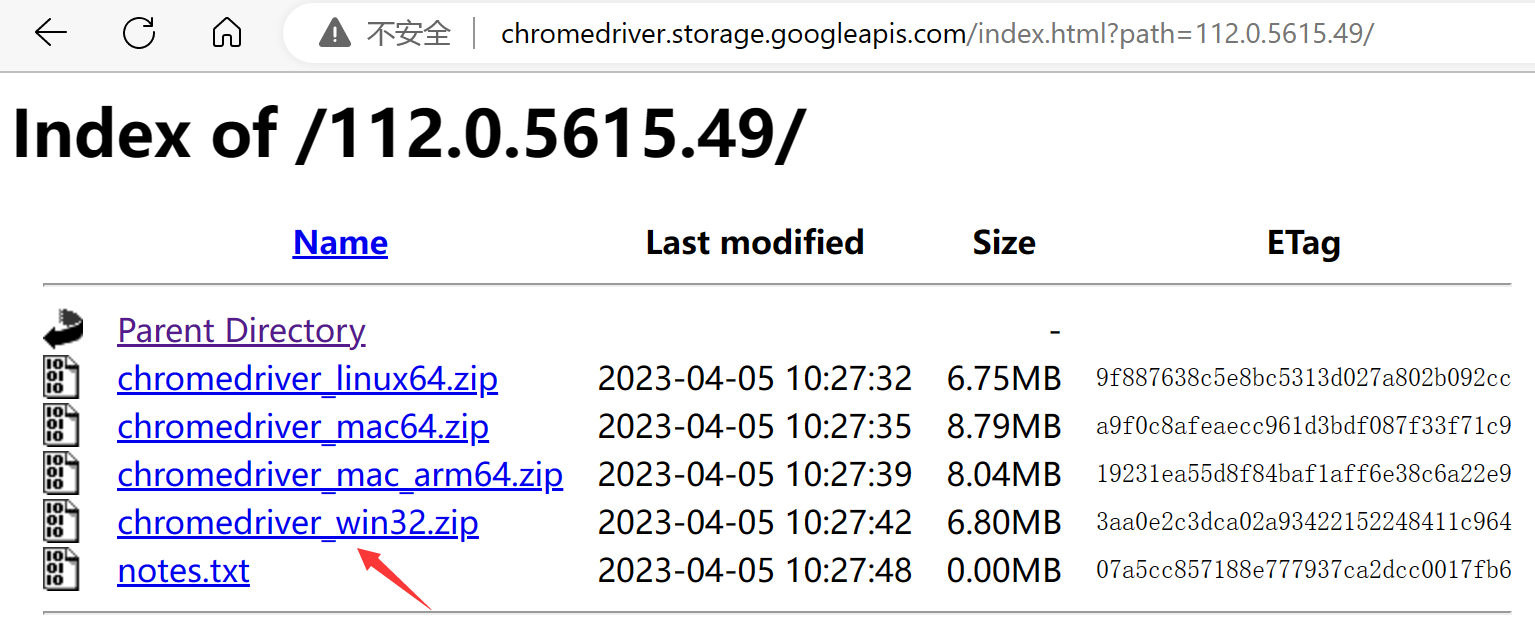 不安全 chromedriver.storage.googleapis.com/index.html?path=112.0.5615.49/
Index of /112.0.5615.49/
Name Last modified Size ETag
Parent Directory -
chromedriver_linux64.zip 2023-04-05 10:27:32 6.75MB 9f887638c5e8bc5313d027a802b092cc
chromedriver_mac64.zip 2023-04-05 10:27:35 8.79MB a9f0c8afeaecc961d3bdf087f33f71c9
chromedriver_mac_arm64.zip 2023-04-05 10:27:39 8.04MB 19231ea55d8f84baf1aff6e38c6a22e9
chromedriver_win32.zip 2023-04-05 10:27:42 6.80MB 3aa0e2c3dca02a93422152248411c964
notes.txt 2023-04-05 10:27:48 0.00MB 07a5cc857188e777937ca2dcc0017fb6